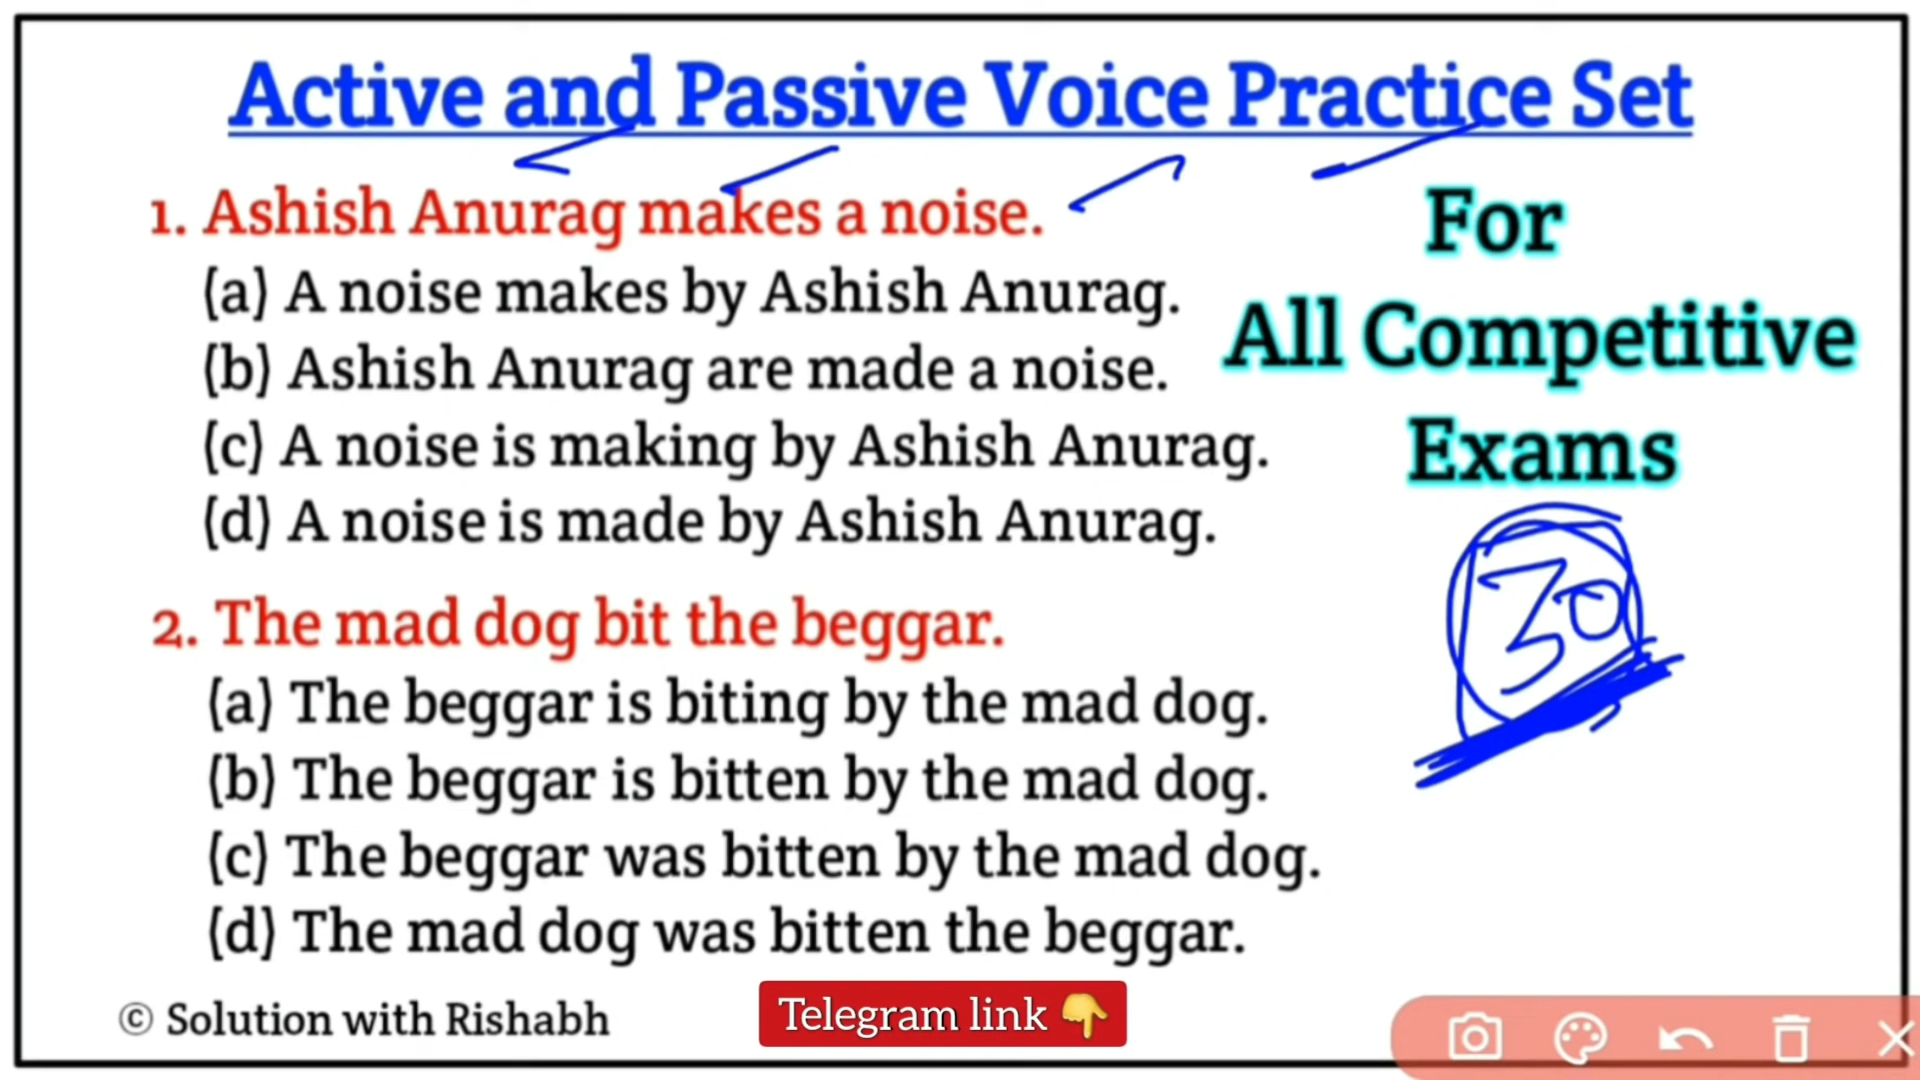 Active and Passive Voice Practice Set
1. Ashish Anurag makes a noise.
(a) A noise makes by Ashish Anurag.
(b) Ashish Anurag are made a noise.
(c) A noise is making by Ashish Anurag.
(d) A noise is made by Ashish Anurag.
For
All Competitive
Exams
30
2. The mad dog bit the beggar.
(a) The beggar is biting by the mad dog.
(b) The beggar is bitten by the mad dog.
(c) The beggar was bitten by the mad dog.
(d) The mad dog was bitten the beggar.
© Solution with Rishabh
Telegram link 👇